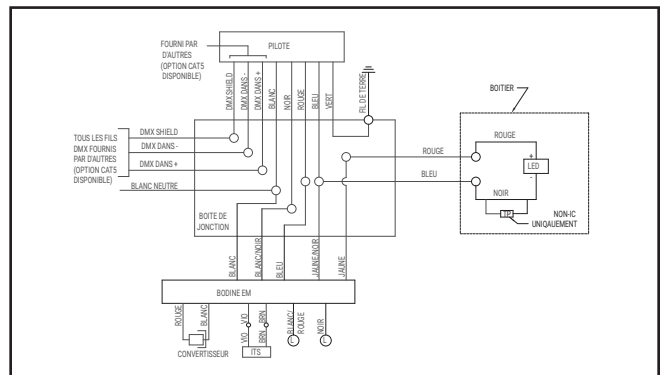 FOURNI PAR
D'AUTRES
(OPTION CAT5
DISPONIBLE)
PILOTE
DMX SHIELD
DMX DANS -
DMX DANS +
BLANC
NOIR
ROUGE
BLEU
VERT
FIL DE TERRE
BOITIER
TOUS LES FILS
DMX FOURNIS
PAR D'AUTRES
(OPTION CAT5
DISPONIBLE)
DMX SHIELD
DMX DANS -
DMX DANS +
BLANC NEUTRE
ROUGE
BLEU
ROUGE
+
LED
-
NOIR
TP
NON-IC
UNIQAUEMENT
BOITE DE
JONCTION
BLANC
BLANC/NOIR
BLEU
JAUNE/NOIR
JAUNE
BODINE EM
ROUGE
BLANC
VIO
VIO
BRN
BRN
BLANC/
ROUGE
NOIR
CONVERTISSEUR
ITS
L
L